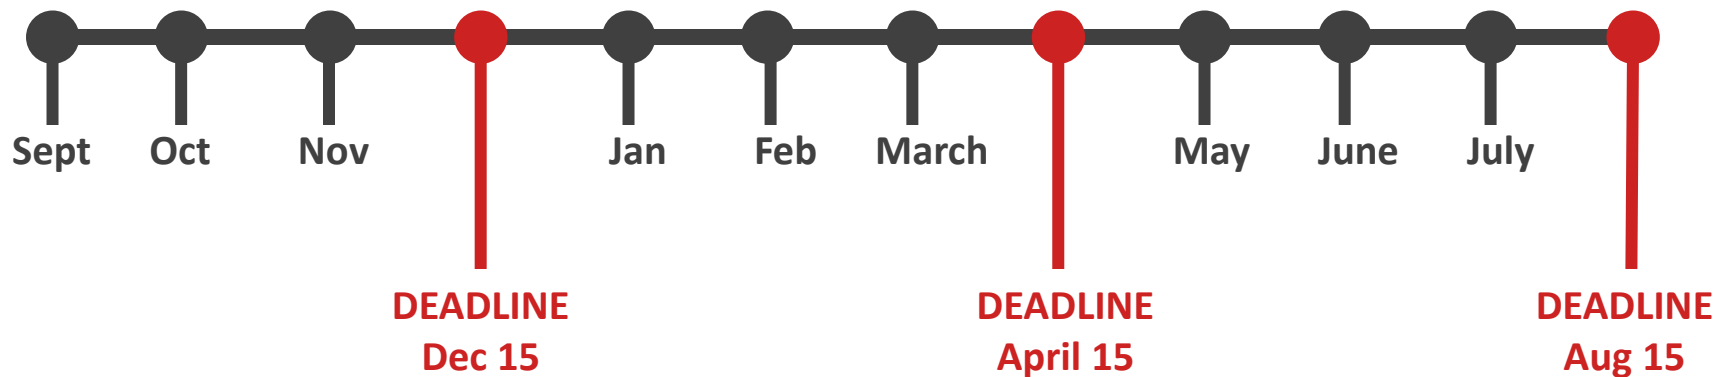 Sept
Oct
Nov
Jan
Feb
March
May
June
July
DEADLINE
Dec 15
DEADLINE
April 15
DEADLINE
Aug 15